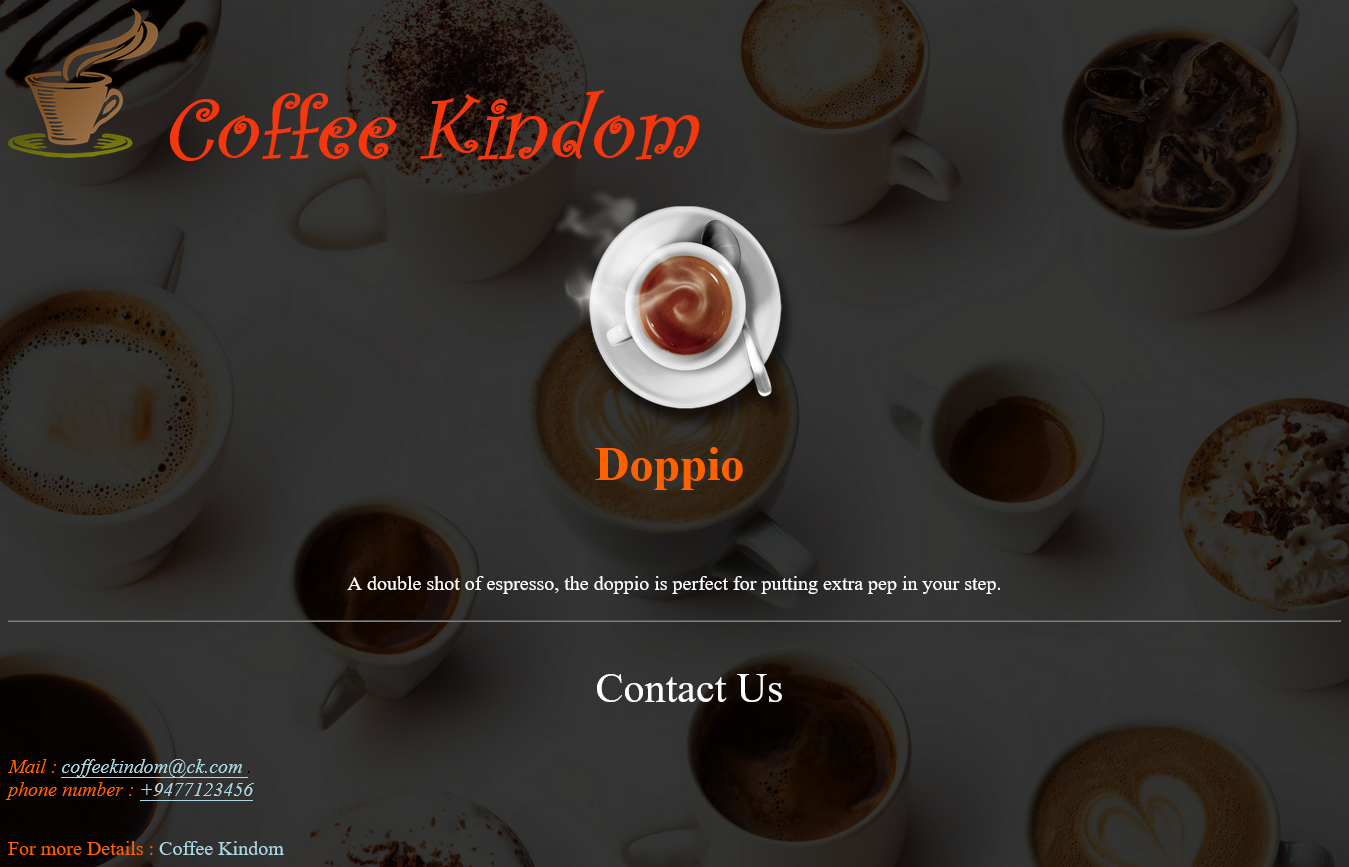 Coffee Kindom
Doppio
A double shot of espresso, the doppio is perfect for putting extra pep in your step.
Contact Us
Mail : coffeekindom@ck.com .
phone number : +9477123456
For more Details : Coffee Kindom